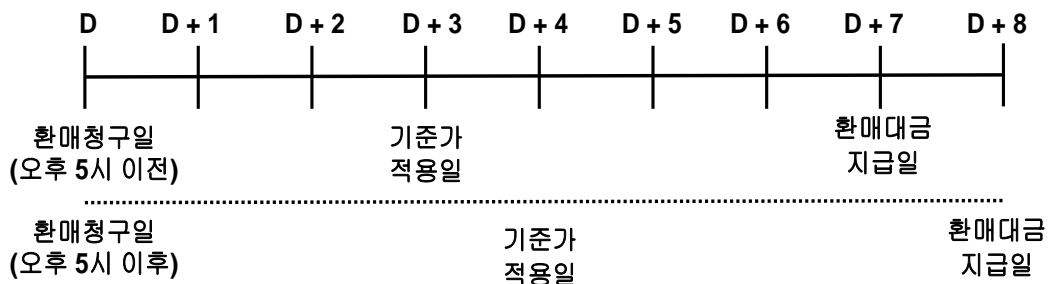 D D + 1 D + 2 D + 3 D + 4 D + 5 D + 6 D + 7 D + 8
환매청구일
(오후 5시 이전)
기준가
적용일
환매대금
지급일
환매청구일
(오후 5시 이후)
기준가
적용일
환매대금
지급일